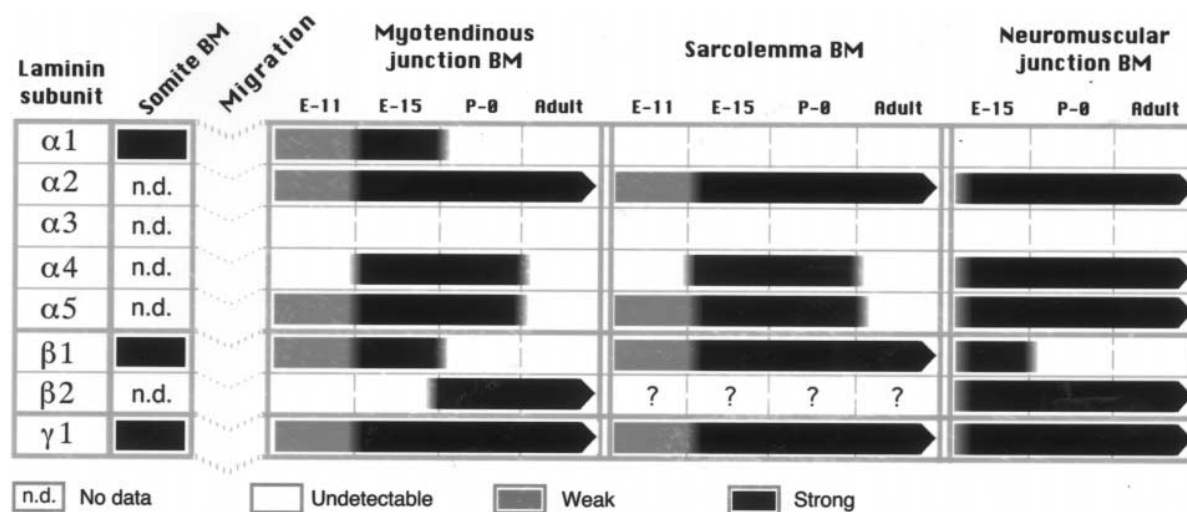 Myotendinous
junction BM
Sarcolemma BM
Neuromuscular
junction BM
Laminin
subunit
Somite BM
Migration
E-11 E-15 P-0 Adult E-11 E-15 P-0 Adult E-15 P-0 Adult
α1
α2 n.d.
α3 n.d.
α4 n.d.
α5 n.d.
β1
β2 n.d. ? ? ? ?
γ1
n.d. No data Undetectable Weak Strong